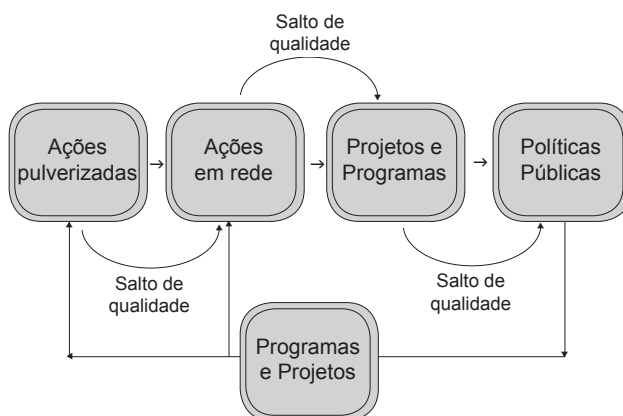 Salto de
qualidade
Ações
pulverizadas
Ações
em rede
Projetos e
Programas
Políticas
Públicas
Salto de
qualidade
Salto de
qualidade
Programas
e Projetos